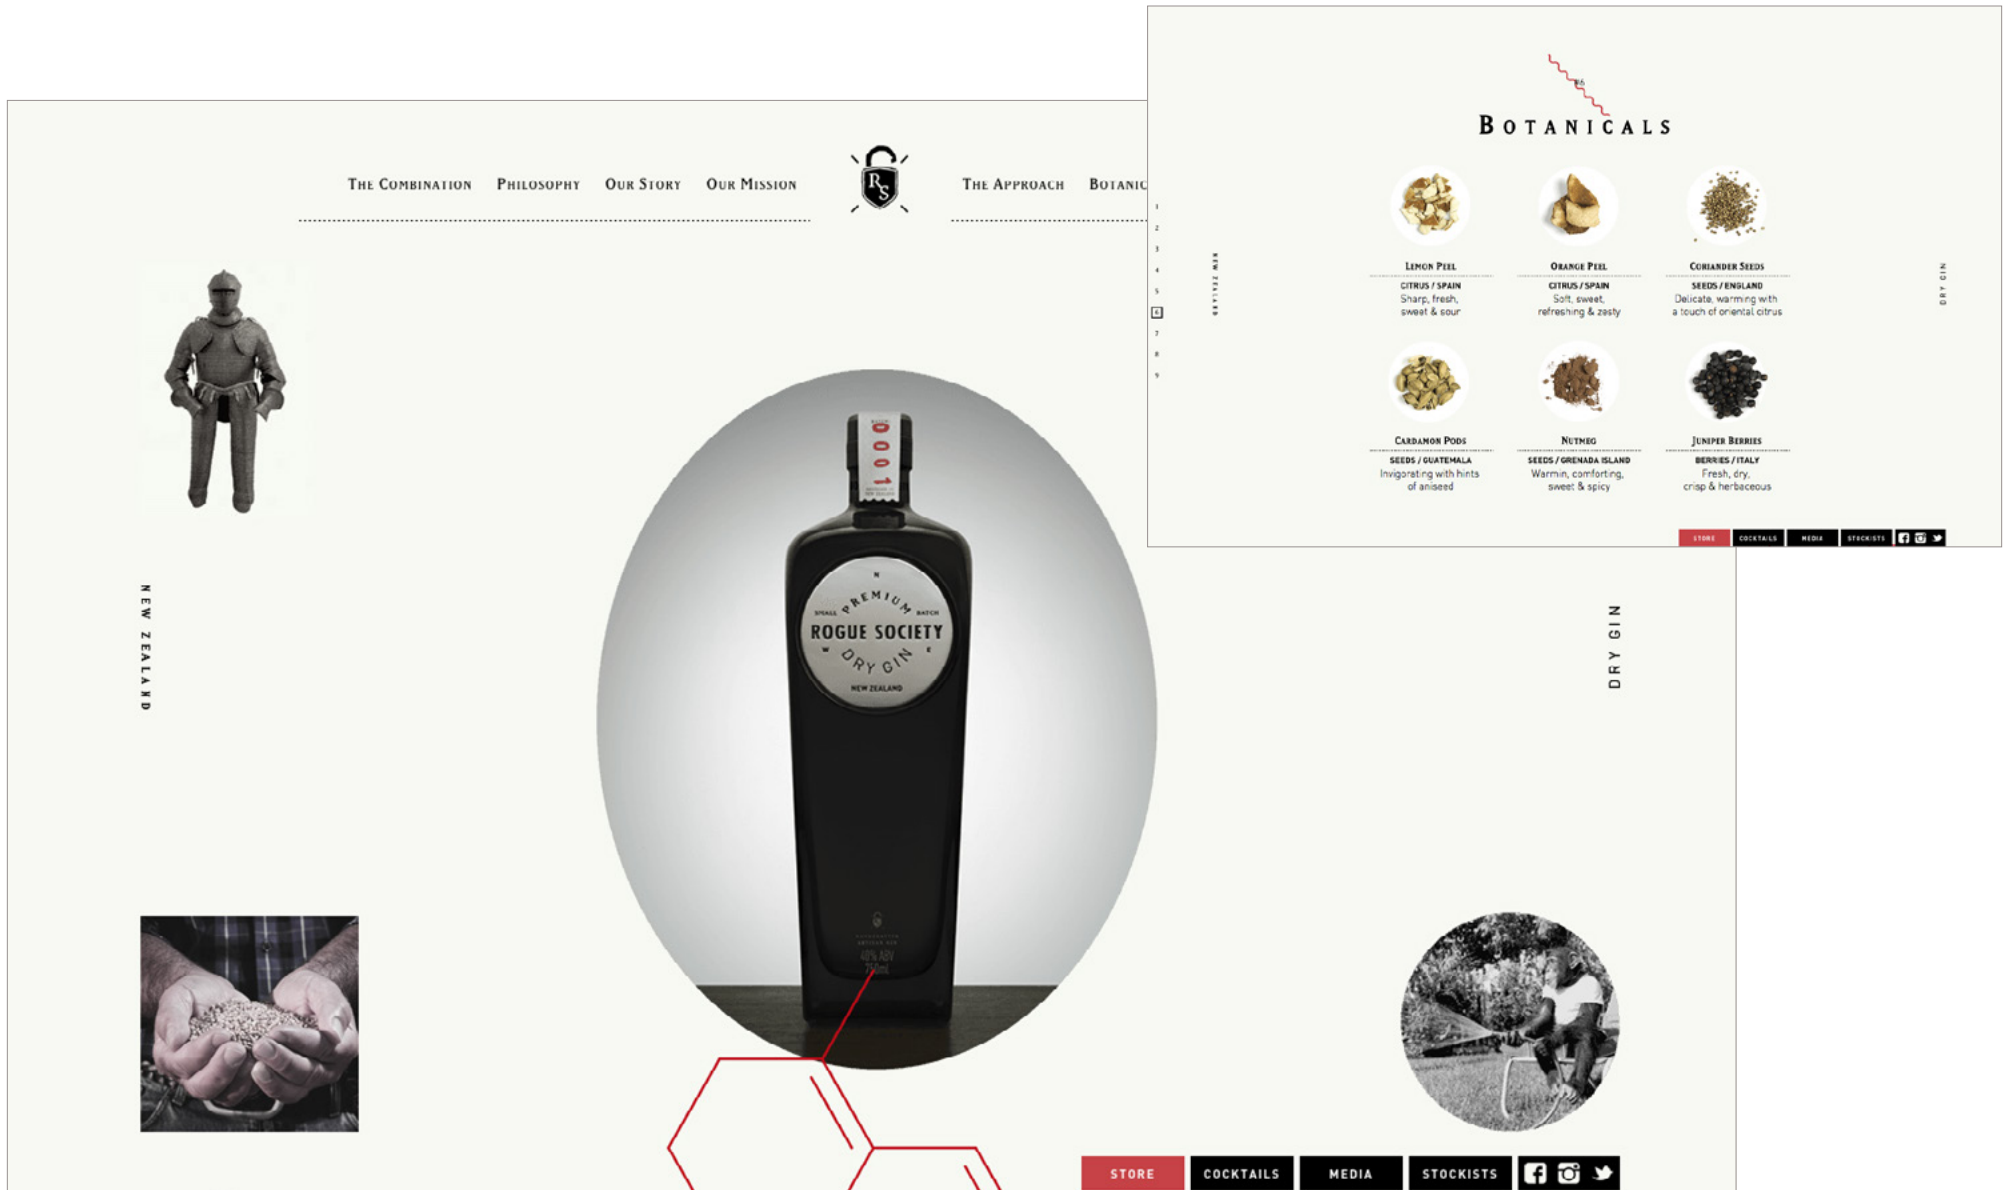 The Combination
Philosophy
Our Story
Our Mission
R
S
The Approach
Botanic
NEW ZEALAND
DRY GIN
0001
N
PREMIUM
SMALL
BATCH
ROGUE SOCIETY
W
E
DRY GIN
NEW ZEALAND
40% ABV
STORE
COCKTAILS
MEDIA
STOCKISTS
#6
Botanicals
1
2
3
4
5
6
7
8
9
NEW ZEALAND
DRY GIN
Lemon Peel
CITRUS / SPAIN
Sharp, fresh,
sweet & sour
Orange Peel
CITRUS / SPAIN
Soft, sweet,
refreshing & zesty
Coriander Seeds
SEEDS / ENGLAND
Delicate, warming with
a touch of oriental citrus
Cardamon Pods
SEEDS / GUATEMALA
Invigorating with hints
of aniseed
Nutmeg
SEEDS / GRENADA ISLAND
Warmin, comforting,
sweet & spicy
Juniper Berries
BERRIES / ITALY
Fresh, dry,
crisp & herbaceous
STORE
COCKTAILS
MEDIA
STOCKISTS